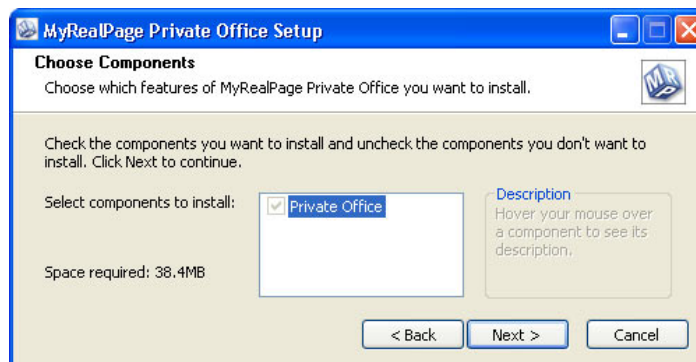 MyRealPage Private Office Setup
Choose Components
Choose which features of MyRealPage Private Office you want to install.
MRP
Check the components you want to install and uncheck the components you don't want to
install. Click Next to continue.
Select components to install:
Private Office
Description
Hover your mouse over
a component to see its
description.
Space required: 38.4MB
< Back
Next >
Cancel